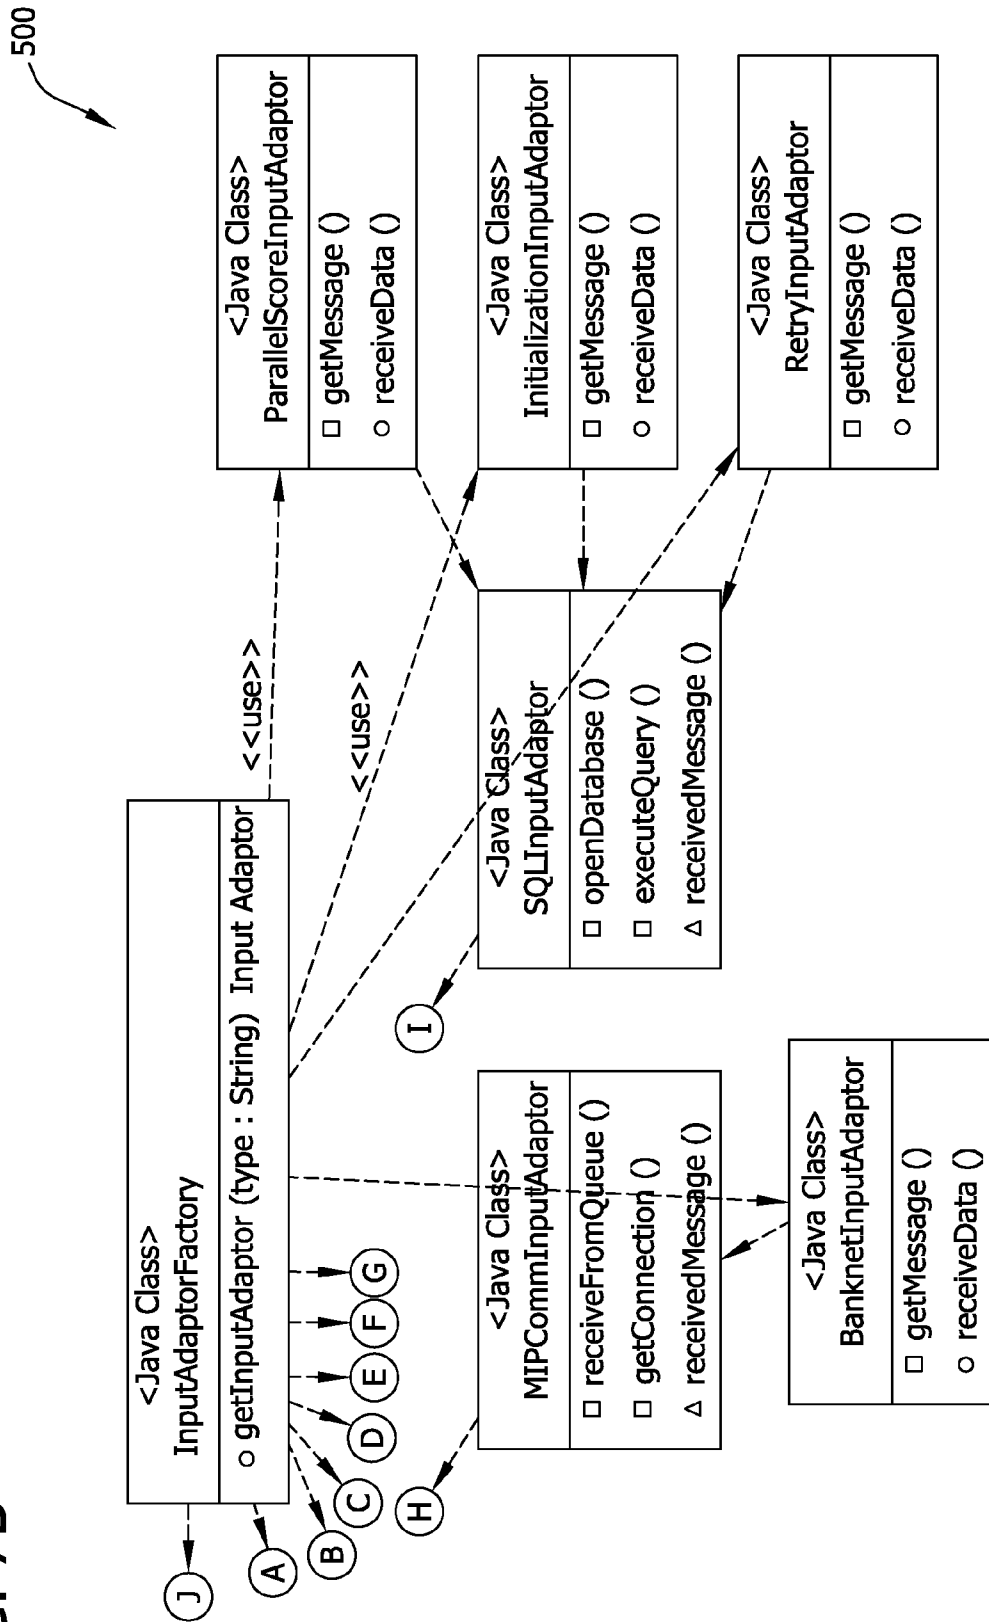 500
<Java Class>
InputAdaptorFactory
getInputAdaptor (type : String) Input Adaptor
J
A
B
C
D
E
F
G
<<use>>
<<use>>
<Java Class>
ParallelScoreInputAdaptor
getMessage ()
receiveData ()
H
I
<Java Class>
MIPCommInputAdaptor
receiveFromQueue ()
getConnection ()
receivedMessage ()
<Java Class>
SQLInputAdaptor
openDatabase ()
executeQuery ()
receivedMessage ()
<Java Class>
InitializationInputAdaptor
getMessage ()
receiveData ()
<Java Class>
BanknetInputAdaptor
getMessage ()
receiveData ()
<Java Class>
RetryInputAdaptor
getMessage ()
receiveData ()